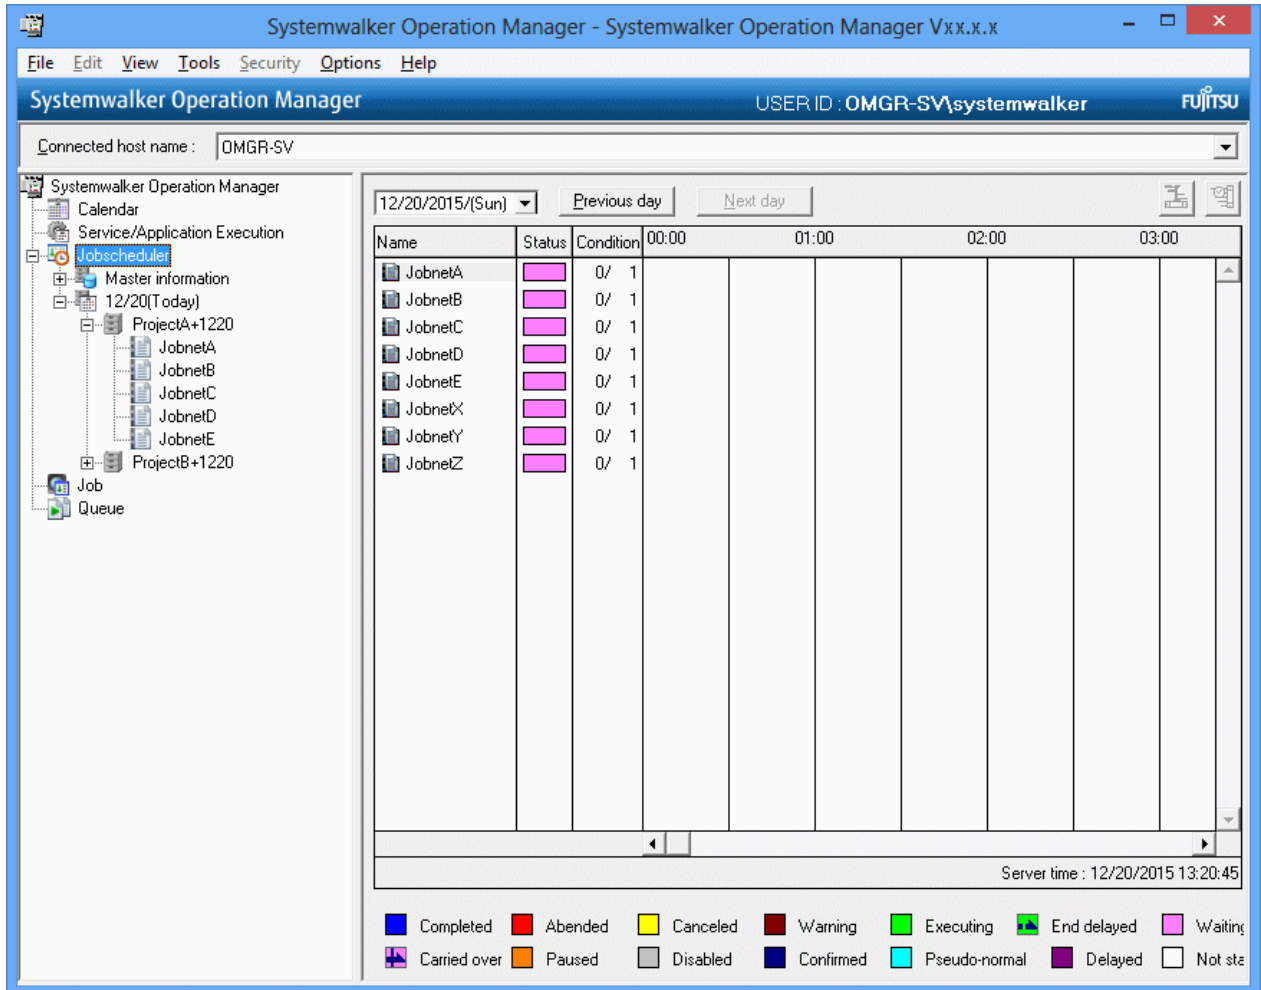 Systemwalker Operation Manager - Systemwalker Operation Manager Vxx.x.x
File Edit View Tools Security Options Help
Systemwalker Operation Manager USER ID : OMGR-SV\systemwalker FUJITSU
Connected host name : OMGR-SV
Systemwalker Operation Manager
Calendar
Service/Application Execution
Jobscheduler
Master information
12/20(Today)
ProjectA+1220
JobnetA
JobnetB
JobnetC
JobnetD
JobnetE
ProjectB+1220
Job
Queue
12/20/2015/(Sun) Previous day Next day
Name Status Condition 00:00 01:00 02:00 03:00
JobnetA 0/ 1
JobnetB 0/ 1
JobnetC 0/ 1
JobnetD 0/ 1
JobnetE 0/ 1
JobnetX 0/ 1
JobnetY 0/ 1
JobnetZ 0/ 1
Server time : 12/20/2015 13:20:45
Completed Abended Canceled Warning Executing End delayed Waiting
Carried over Paused Disabled Confirmed Pseudo-normal Delayed Not sta